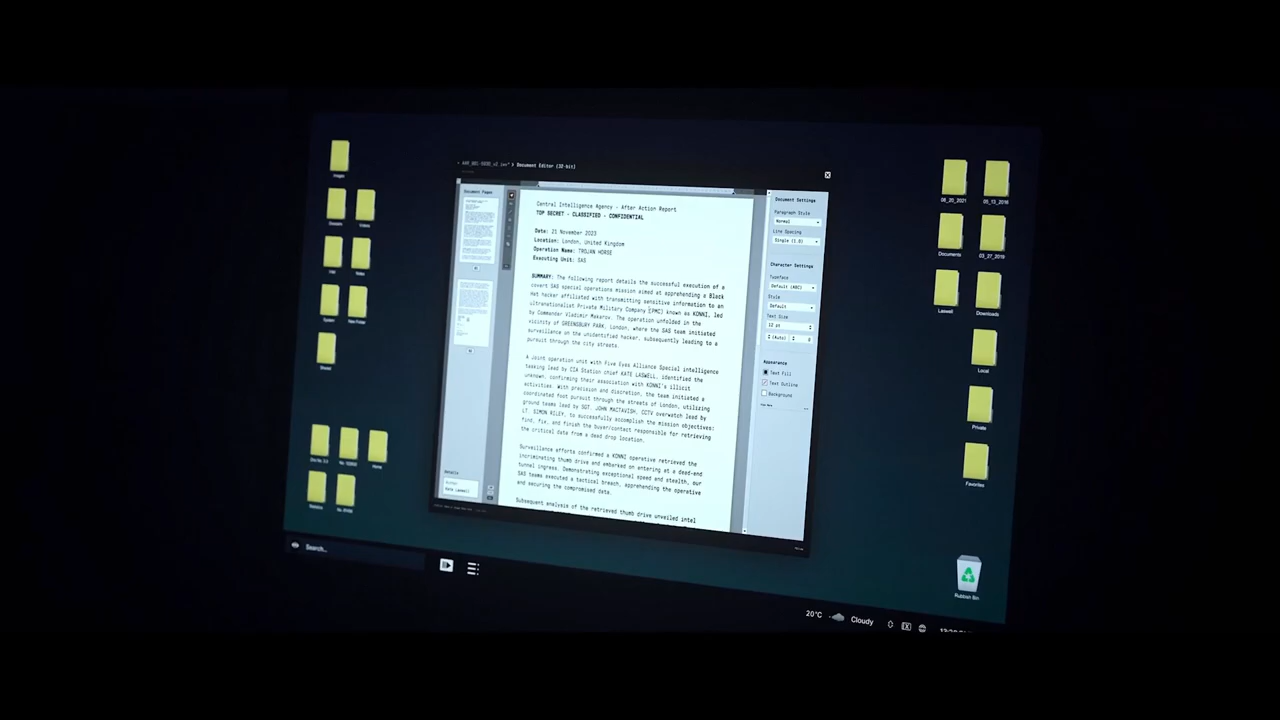 Images
Documents
Videos
Search...
Document Editor (32-bit)
Document Pages
details
Author:
Kate Laswell
Central Intelligence Agency - After Action Report
TOP SECRET - CLASSIFIED - CONFIDENTIAL
Date: 21 November 2023
Location: London, United Kingdom
Operation Name: TROJAN HORSE
Executing Unit: SAS
SUMMARY: The following report details the successful execution of a
covert SAS special operations mission aimed at apprehending a Black
Hat hacker affiliated with transmitting sensitive information to an
ultranationalist Private Military Company (PMC) known as KONNI, led
by Commander Vladimir Makarov. The operation unfolded in the
vicinity of GREENSBURY PARK, London, where the SAS team initiated
surveillance on the unidentified hacker, subsequently leading to a
pursuit through the city streets.
A Joint operation unit with Five Eyes Alliance Special intelligence
tasking lead by CIA Station chief KATE LASWELL, identified the
unknown, confirming their association with KONNI's illicit
activities. With precision and discretion, the team initiated a
coordinated foot pursuit through the streets of london, utilizing
ground teams lead by SGT. JOHN MACTAVISH, CCTV overwatch lead by
LT. SIMON RILEY, to successfully accomplish the mission objectives:
find, fix, and finish the buyer/contact responsible for retrieving
the critical data from a dead drop location.
Surveillance efforts confirmed a KONNI operative retrieved the
incriminating thumb drive and embarked on entering at a dead-end
tunnel ingress. Demonstrating exceptional speed and stealth, our
SAS teams executed a tactical breach, apprehending the operative
and securing the compromised data.
Subsequent analysis of the retrieved thumb drive unveiled intel
Document Settings
Paragraph Style
Normal
Line Spacing
Single (1.0)
Character Settings
Typeface
Default (ABC)
Style
Default
Text Size
12 pt
(Auto)
Appearance
Text Fill
Text Outline
Background
08_20_2021
05_13_2016
Documents
03_27_2019
Laswell
Downloads
Local
Private
Favorites
Rubbish Bin
20°C
Cloudy